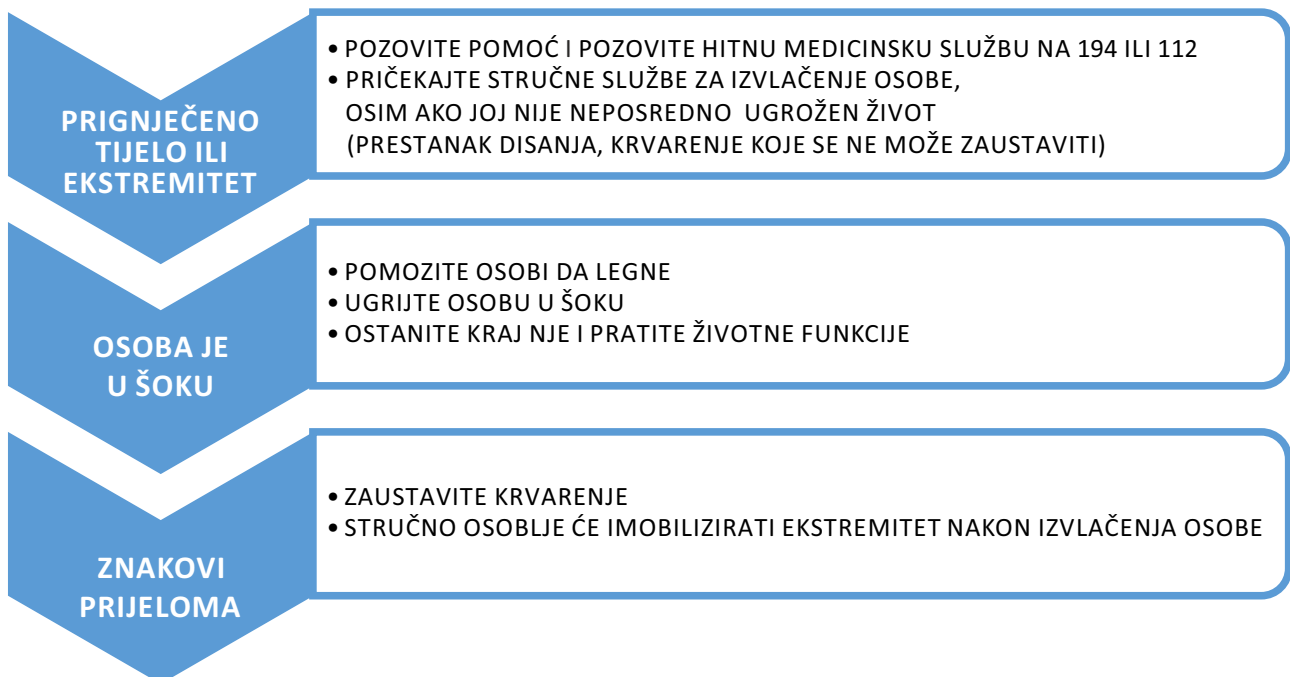 PRIGNJEČENO
TIJELO ILI
EKSTREMITET
• POZOVITE POMOĆ I POZOVITE HITNU MEDICINSKU SLUŽBU NA 194 ILI 112
• PRIČEKAJTE STRUČNE SLUŽBE ZA IZVLAČENJE OSOBE,
OSIM AKO JOJ NIJE NEPOSREDNO UGROŽEN ŽIVOT
(PRESTANAK DISANJA, KRVARENJE KOJE SE NE MOŽE ZAUSTAVITI)
OSOBA JE
U ŠOKU
• POMOZITE OSOBI DA LEGNE
• UGRIJTE OSOBU U ŠOKU
• OSTANITE KRAJ NJE I PRATITE ŽIVOTNE FUNKCIJE
ZNAKOVI
PRIJELOMA
• ZAUSTAVITE KRVARENJE
• STRUČNO OSOBLJE ĆE IMOBILIZIRATI EKSTREMITET NAKON IZVLAČENJA OSOBE